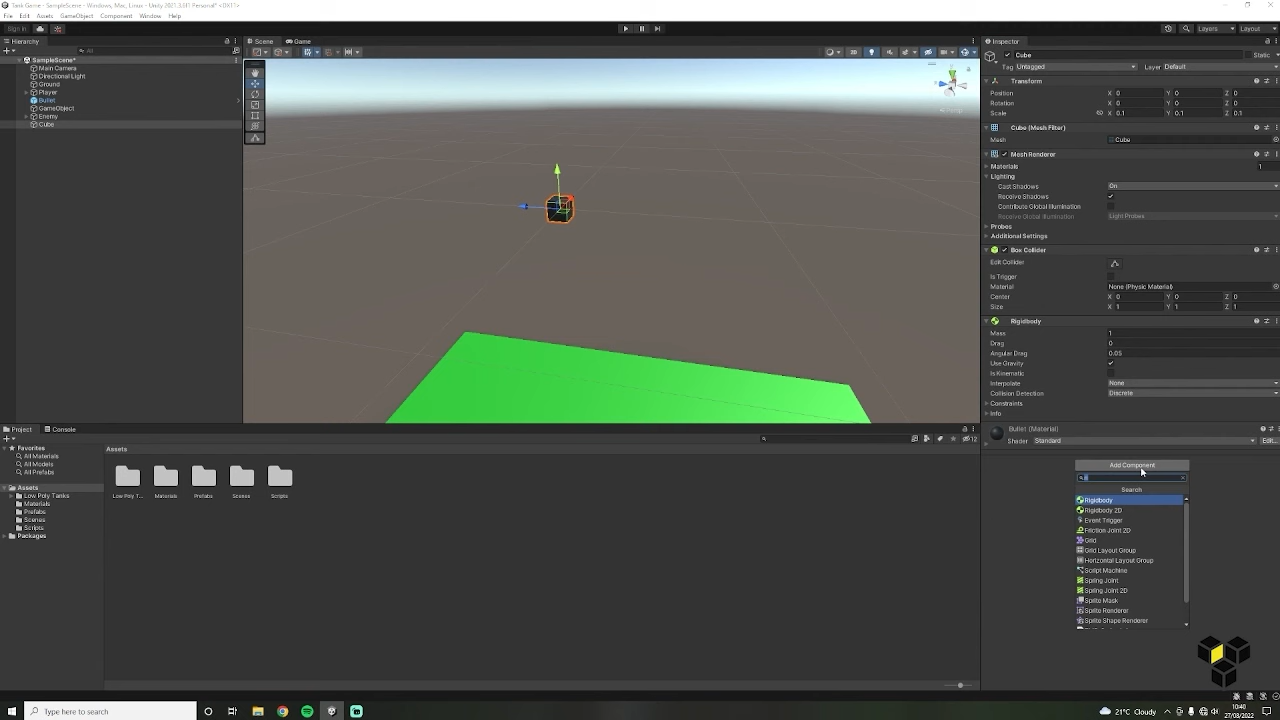 Tank Game - SampleScene - Windows, Mac, Linux - Unity 2021.3.5f1 Personal* <DX11>
File Edit Assets GameObject Component Window Help
Sign in
Layers Layout
Hierarchy
All
SampleScene*
Main Camera
Directional Light
Ground
Player
Bullet
GameObject
Enemy
Cube
Scene Game
2D
Persp
Inspector
Cube Static
Tag Untagged Layer Default
Transform
Position X 0 Y 0 Z 0
Rotation X 0 Y 0 Z 0
Scale X 0.1 Y 0.1 Z 0.1
Cube (Mesh Filter)
Mesh Cube
Mesh Renderer
Materials 1
Lighting
Cast Shadows On
Receive Shadows
Contribute Global Illumination
Receive Global Illumination Light Probes
Probes
Additional Settings
Box Collider
Edit Collider
Is Trigger
Material None (Physic Material)
Center X 0 Y 0 Z 0
Size X 1 Y 1 Z 1
Rigidbody
Mass 1
Drag 0
Angular Drag 0.05
Use Gravity
Is Kinematic
Interpolate None
Collision Detection Discrete
Constraints
Info
Bullet (Material)
Shader Standard Edit...
Add Component
Search
Rigidbody
Rigidbody 2D
Event Trigger
Friction Joint 2D
Grid
Grid Layout Group
Horizontal Layout Group
Script Machine
Spring Joint
Spring Joint 2D
Sprite Mask
Sprite Renderer
Sprite Shape Renderer
Project Console
12
Favorites
All Materials
All Models
All Prefabs
Assets
Low Poly Tanks
Materials
Prefabs
Scenes
Scripts
Packages
Assets
Low Poly T... Materials Prefabs Scenes Scripts
Type here to search
21°C Cloudy
10:40
27/08/2022